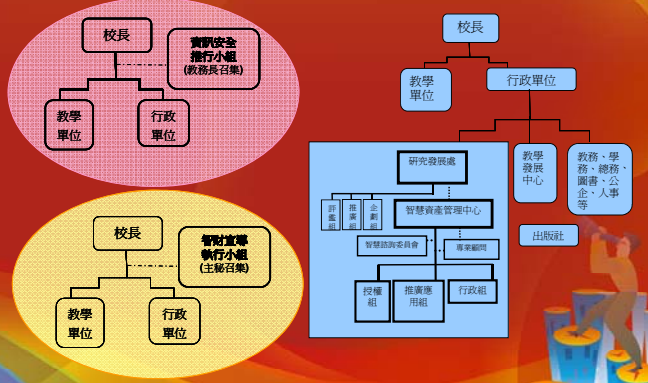 校長
資訊安全
推行小組
(教務長召集)
教學
單位
行政
單位
校長
智財宣導
執行小組
(主秘召集)
教學
單位
行政
單位
校長
教學
單位
行政單位
研究發展處
評鑑組
推廣組
企劃組
智慧資產管理中心
智慧諮詢委員會
專業顧問
授權
組
推廣應
用組
行政組
教學
發展
中心
教務、學
務、總務、
圖書、公
企、人事
等
出版社